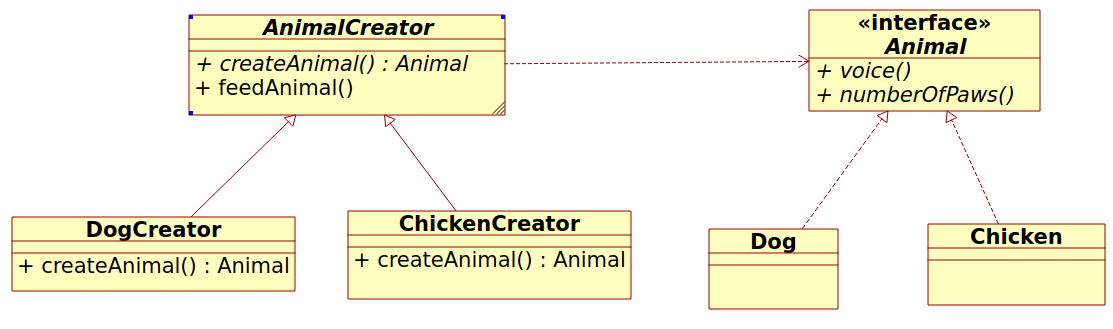 AnimalCreator
+ createAnimal() : Animal
+ feedAnimal()
«interface»
Animal
+ voice()
+ numberOfPaws()
DogCreator
+ createAnimal() : Animal
ChickenCreator
+ createAnimal() : Animal
Dog
Chicken